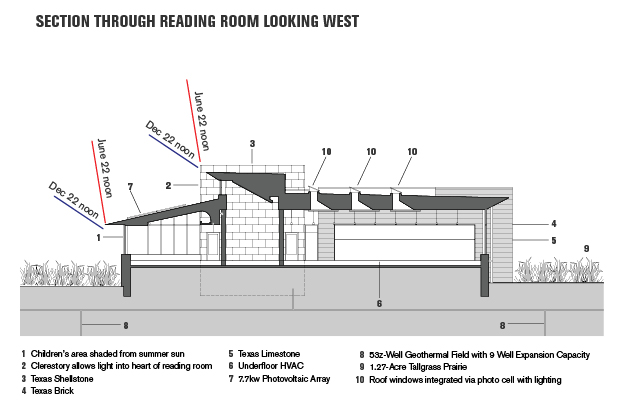 SECTION THROUGH READING ROOM LOOKING WEST
June 22 noon
Dec 22 noon
3
10
10
10
June 22 noon
Dec 22 noon
7
2
1
4
5
9
6
8
8
1 Children's area shaded from summer sun
2 Clerestory allows light into heart of reading room
3 Texas Shellstone
4 Texas Brick
5 Texas Limestone
6 Underfloor HVAC
7 7.7kw Photovoltaic Array
8 53z-Well Geothermal Field with 9 Well Expansion Capacity
9 1.27-Acre Tallgrass Prairie
10 Roof windows integrated via photo cell with lighting